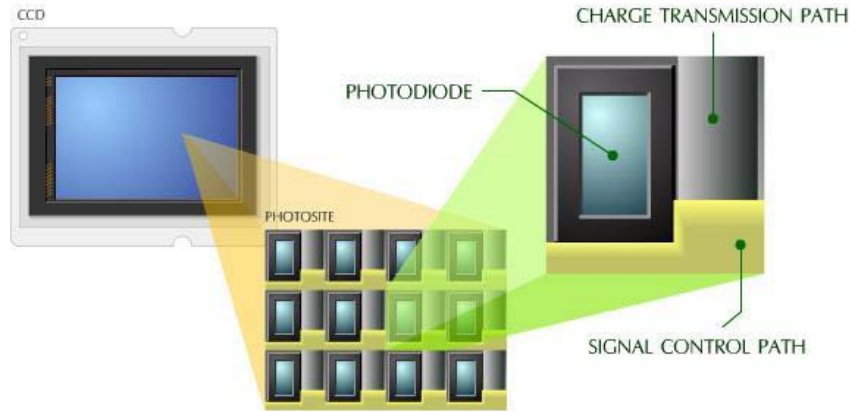 CCD
CHARGE TRANSMISSION PATH
PHOTODIODE
PHOTOSITE
SIGNAL CONTROL PATH